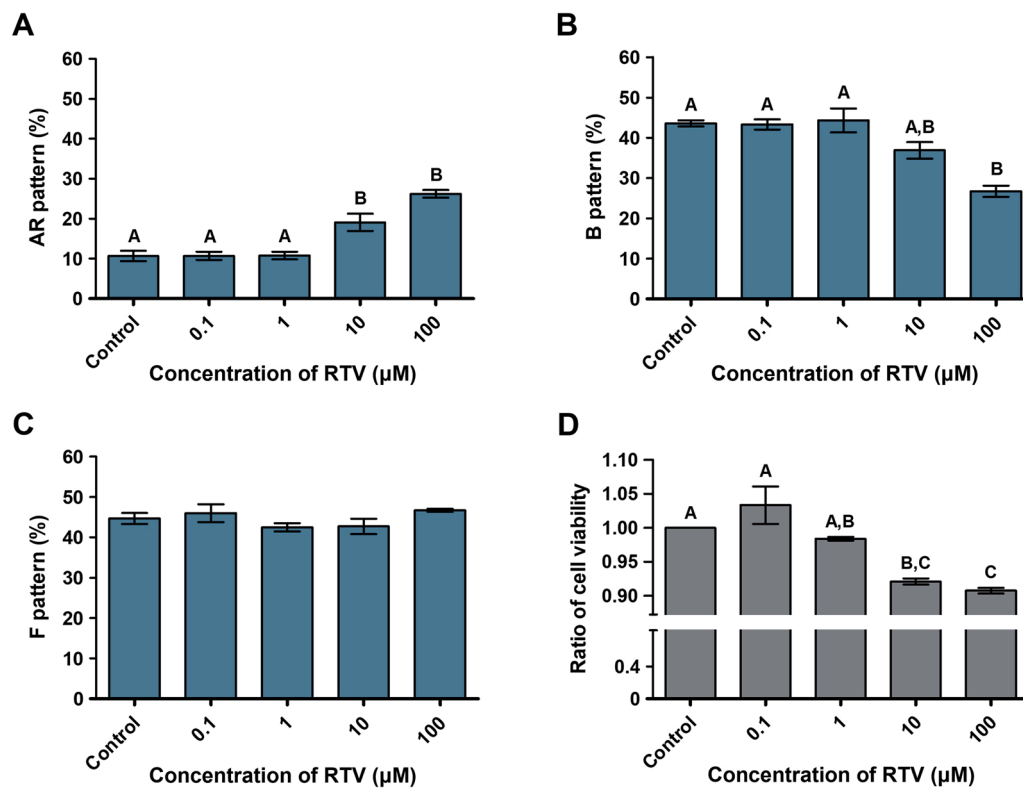 A
AR pattern (%)
60
50
40
30
20
10
0
A
A
A
B
B
Control
0.1
1
10
100
Concentration of RTV (µM)
B
B pattern (%)
60
50
40
30
20
10
0
A
A
A
A,B
B
Control
0.1
1
10
100
Concentration of RTV (µM)
C
F pattern (%)
60
50
40
30
20
10
0
Control
0.1
1
10
100
Concentration of RTV (µM)
D
Ratio of cell viability
1.10
1.05
1.00
0.95
0.90
0.4
0
A
A
A,B
B,C
C
Control
0.1
1
10
100
Concentration of RTV (µM)